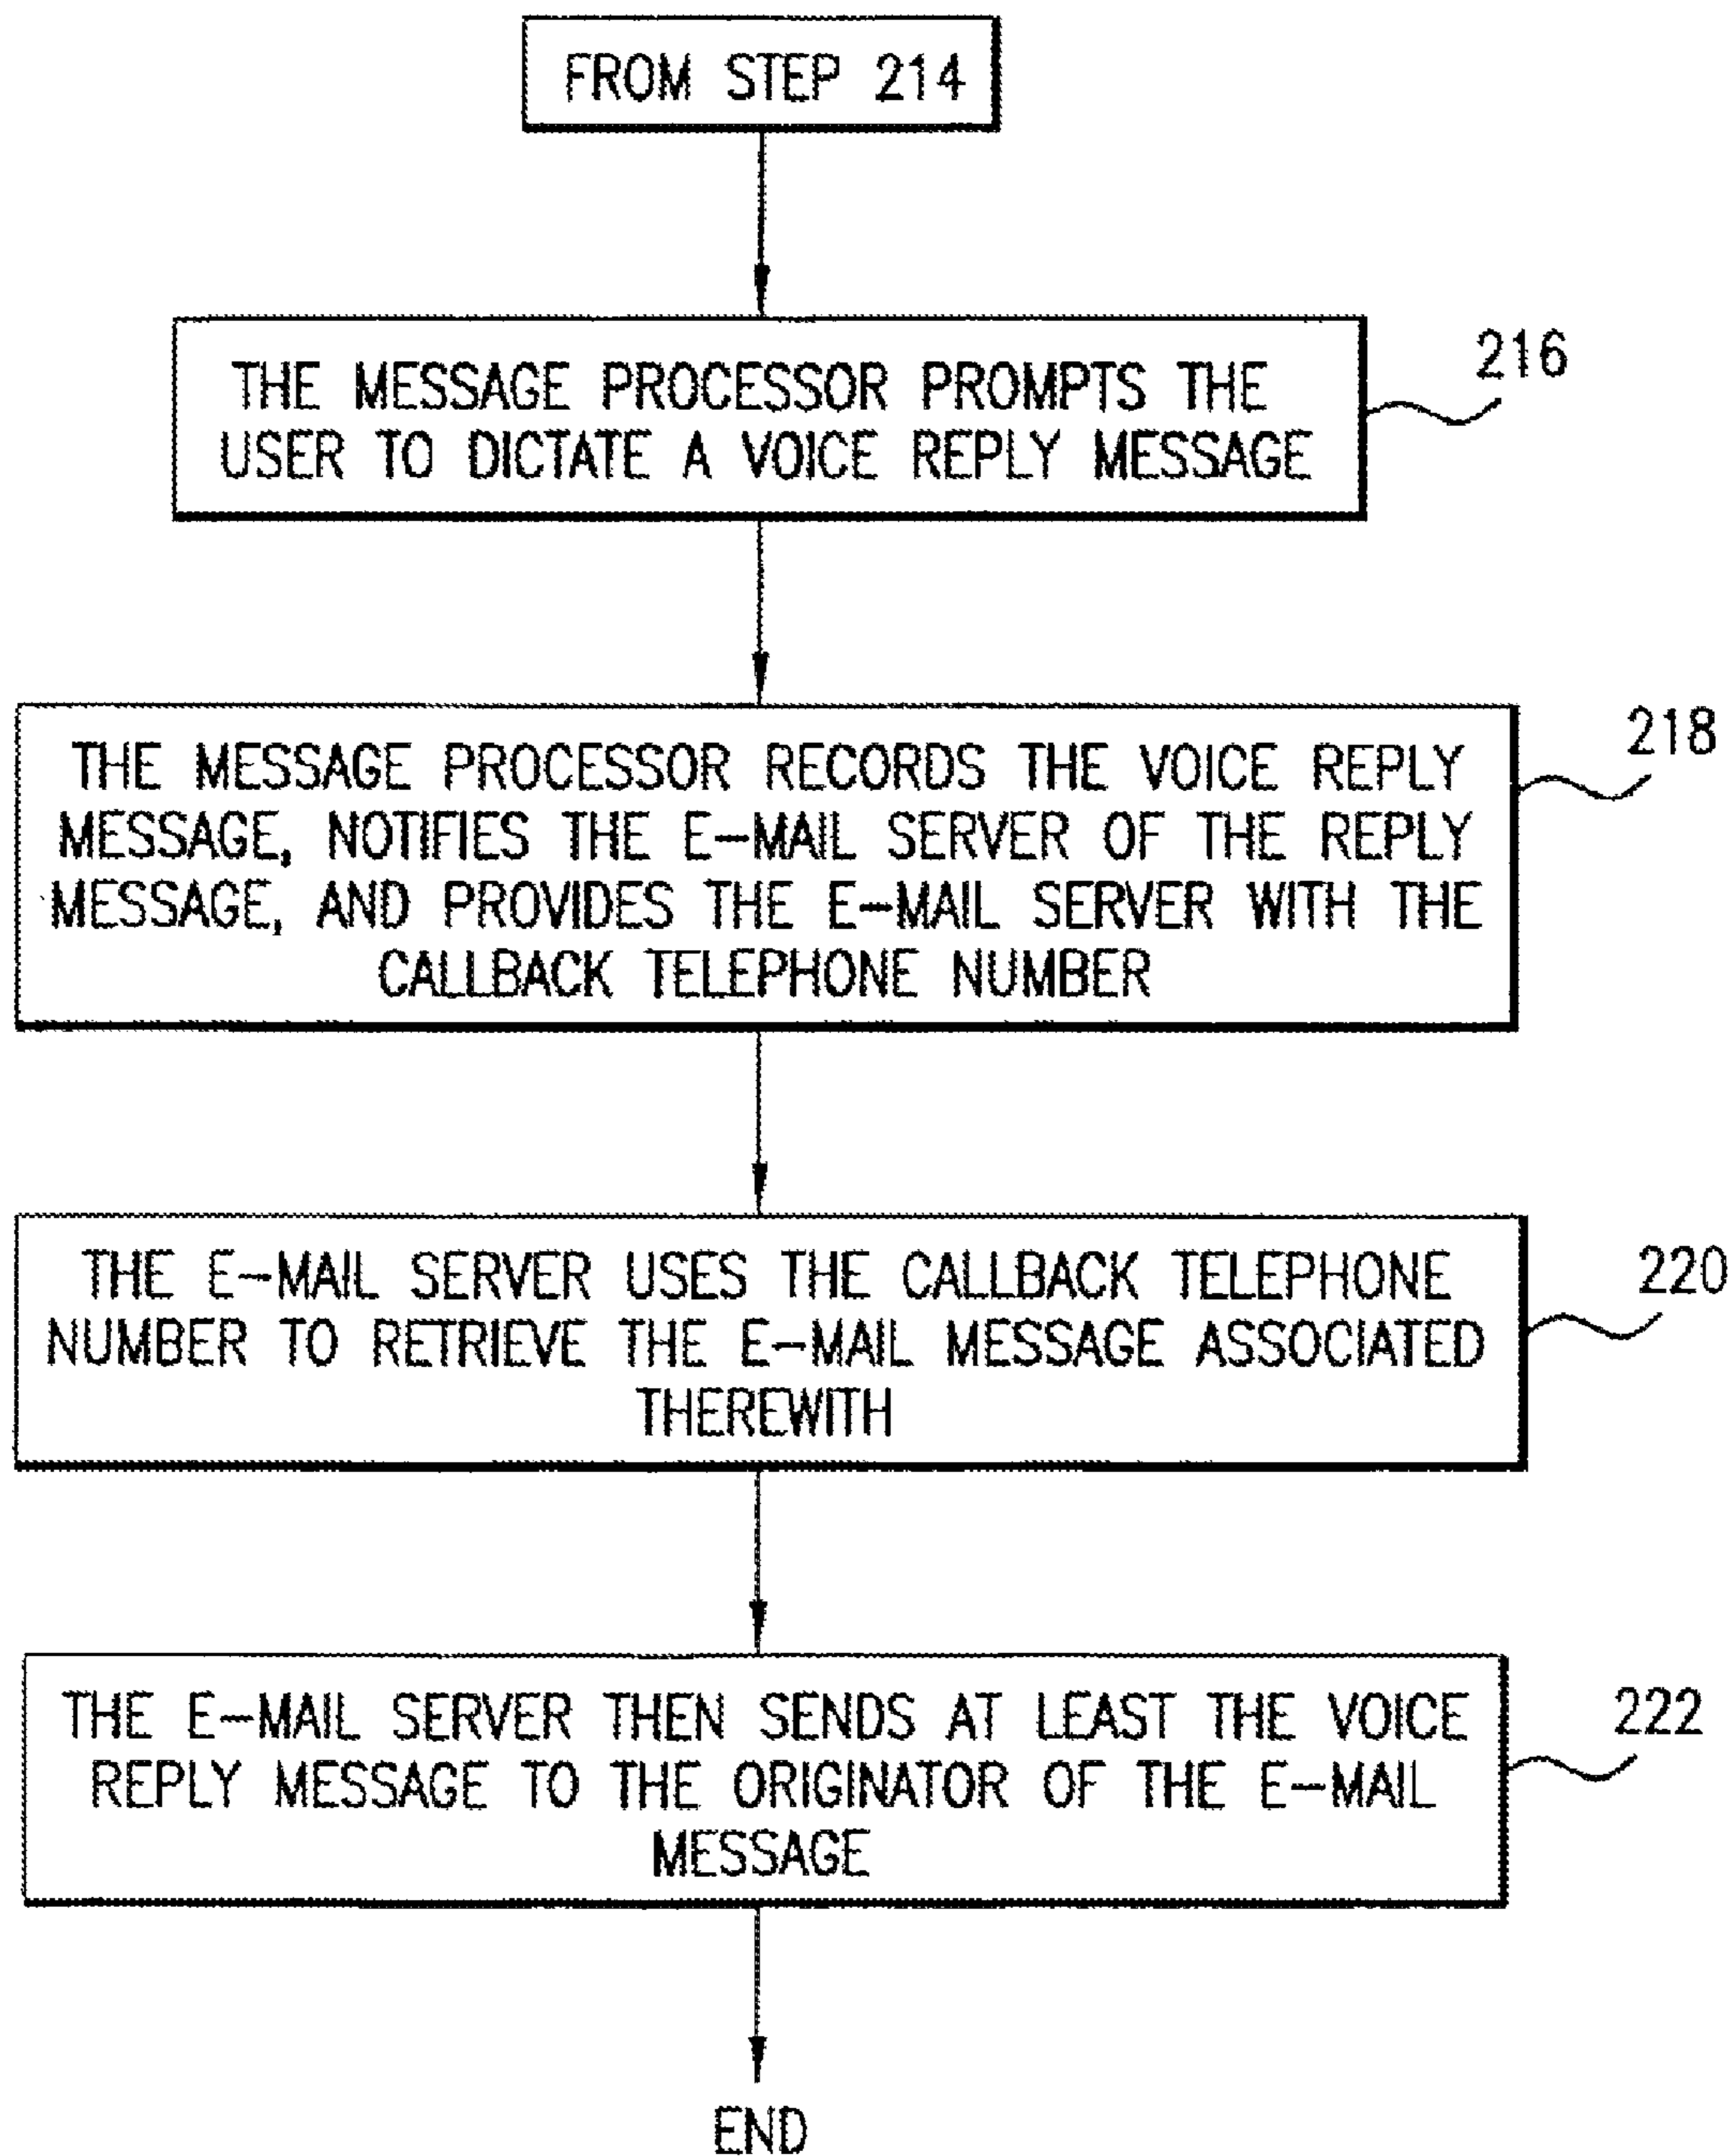 FROM STEP 214
THE MESSAGE PROCESSOR PROMPTS THE
USER TO DICTATE A VOICE REPLY MESSAGE
216
THE MESSAGE PROCESSOR RECORDS THE VOICE REPLY
MESSAGE, NOTIFIES THE E-MAIL SERVER OF THE REPLY
MESSAGE, AND PROVIDES THE E-MAIL SERVER WITH THE
CALLBACK TELEPHONE NUMBER
218
THE E-MAIL SERVER USES THE CALLBACK TELEPHONE
NUMBER TO RETRIEVE THE E-MAIL MESSAGE ASSOCIATED
THEREWITH
220
THE E-MAIL SERVER THEN SENDS AT LEAST THE VOICE
REPLY MESSAGE TO THE ORIGINATOR OF THE E-MAIL
MESSAGE
222
END